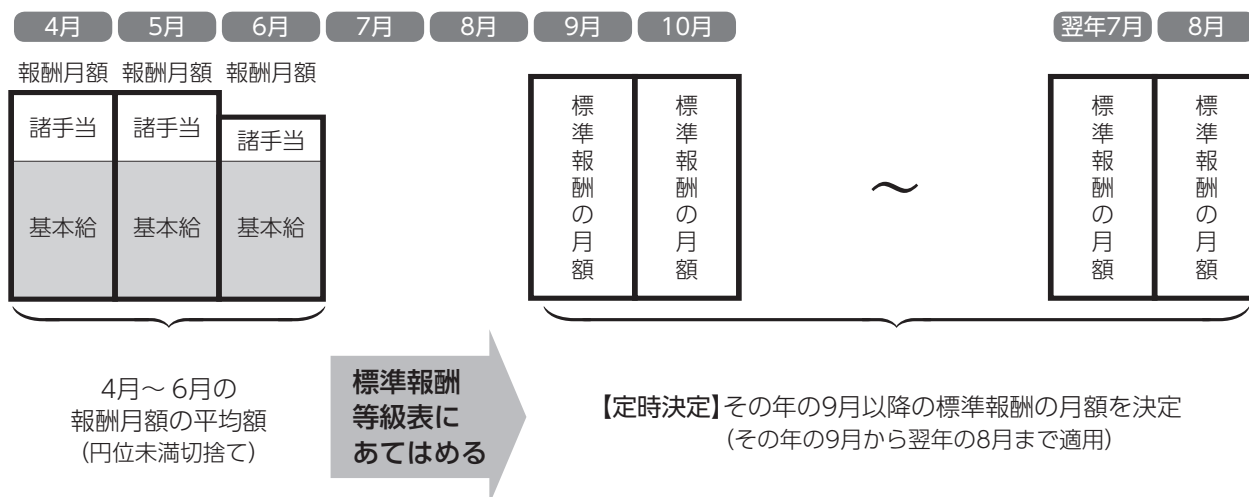 4月 5月 6月 7月 8月 9月 10月 翌年7月 8月
報酬月額 報酬月額 報酬月額
諸手当 諸手当 諸手当
基本給 基本給 基本給
標準報酬の月額
標準報酬の月額
～
標準報酬の月額
標準報酬の月額
4月～6月の
報酬月額の平均額
(円位未満切捨て)
標準報酬
等級表に
あてはめる
【定時決定】その年の9月以降の標準報酬の月額を決定
(その年の9月から翌年の8月まで適用)